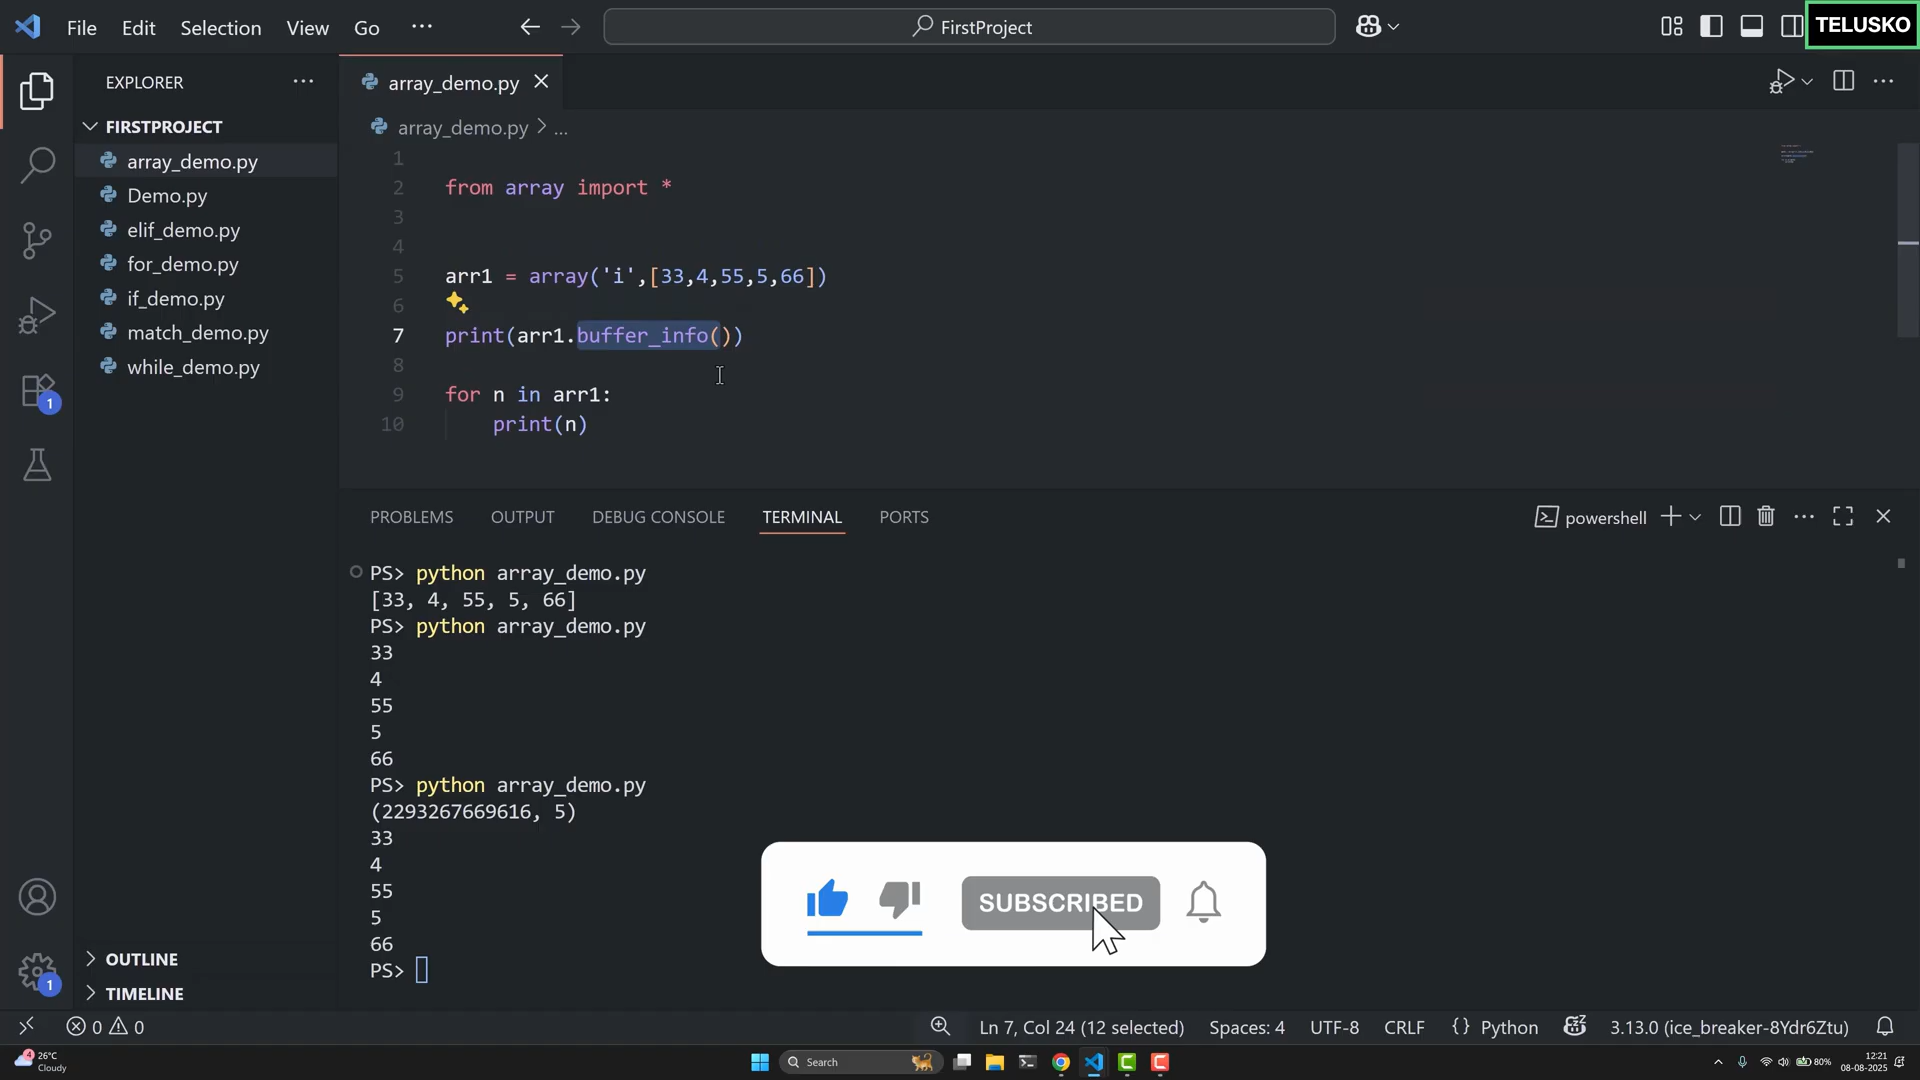 File Edit Selection View Go ...
FirstProject
TELUSKO
EXPLORER ...
array_demo.py
FIRSTPROJECT
array_demo.py
Demo.py
elif_demo.py
for_demo.py
if_demo.py
match_demo.py
while_demo.py
OUTLINE
TIMELINE
1
1
array_demo.py > ...
1
2 from array import *
3
4
5 arr1 = array('i',[33,4,55,5,66])
6
7 print(arr1.buffer_info())
8
9 for n in arr1:
10 print(n)
PROBLEMS OUTPUT DEBUG CONSOLE TERMINAL PORTS
powershell
PS> python array_demo.py
[33, 4, 55, 5, 66]
PS> python array_demo.py
33
4
55
5
66
PS> python array_demo.py
(2293267669616, 5)
33
4
55
5
66
PS>
SUBSCRIBED
0 0
Ln 7, Col 24 (12 selected) Spaces: 4 UTF-8 CRLF {} Python 3.13.0 (ice_breaker-8Ydr6Ztu)
4 26°C
Cloudy
Search
80%
12:21
08-08-2025